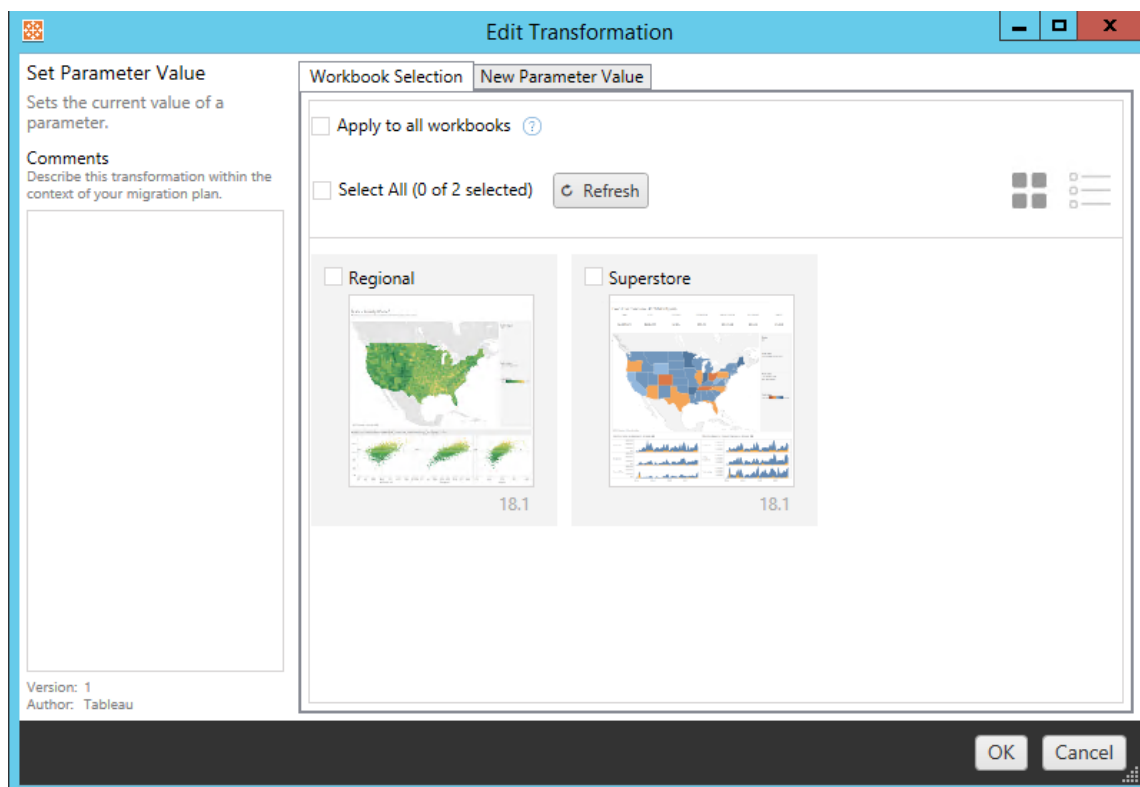 Edit Transformation
Set Parameter Value
Sets the current value of a
parameter.
Comments
Describe this transformation within the
context of your migration plan.
Version: 1
Author: Tableau
Workbook Selection
New Parameter Value
Apply to all workbooks ?
Select All (0 of 2 selected)
Refresh
Regional
18.1
Superstore
18.1
OK
Cancel